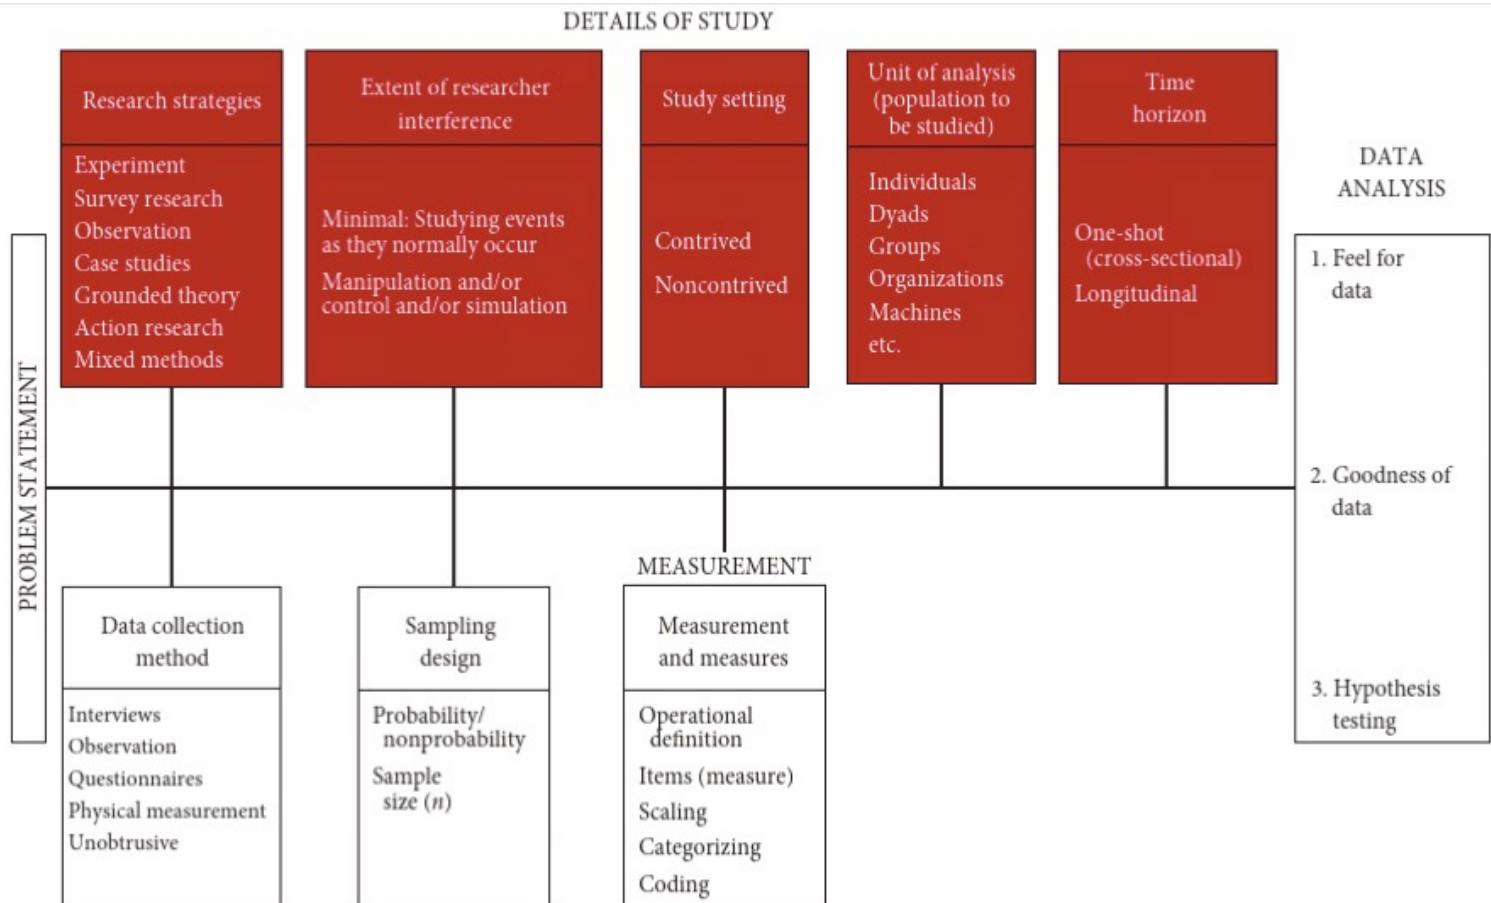 DETAILS OF STUDY
Research strategies
Experiment
Survey research
Observation
Case studies
Grounded theory
Action research
Mixed methods
Extent of researcher
interference
Minimal: Studying events
as they normally occur
Manipulation and/or
control and/or simulation
Study setting
Contrived
Noncontrived
Unit of analysis
(population to
be studied)
Individuals
Dyads
Groups
Organizations
Machines
etc.
Time
horizon
One-shot
(cross-sectional)
Longitudinal
DATA
ANALYSIS
1. Feel for
data
2. Goodness of
data
3. Hypothesis
testing
PROBLEM STATEMENT
Data collection
method
Interviews
Observation
Questionnaires
Physical measurement
Unobtrusive
Sampling
design
Probability/
nonprobability
Sample
size (n)
MEASUREMENT
Measurement
and measures
Operational
definition
Items (measure)
Scaling
Categorizing
Coding